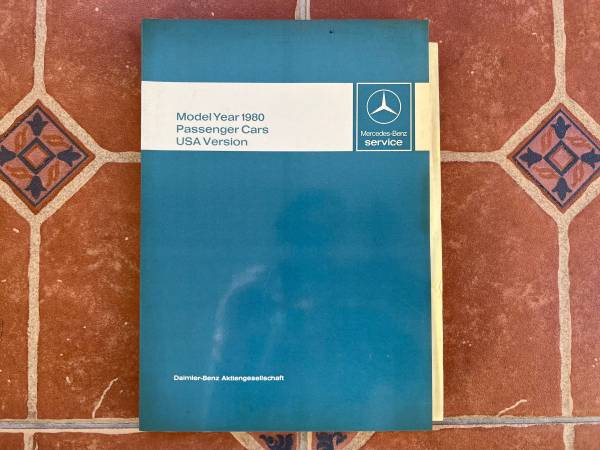 Model Year 1980
Passenger Cars
USA Version
Mercedes-Benz
service
Daimler-Benz Aktiengesellschaft